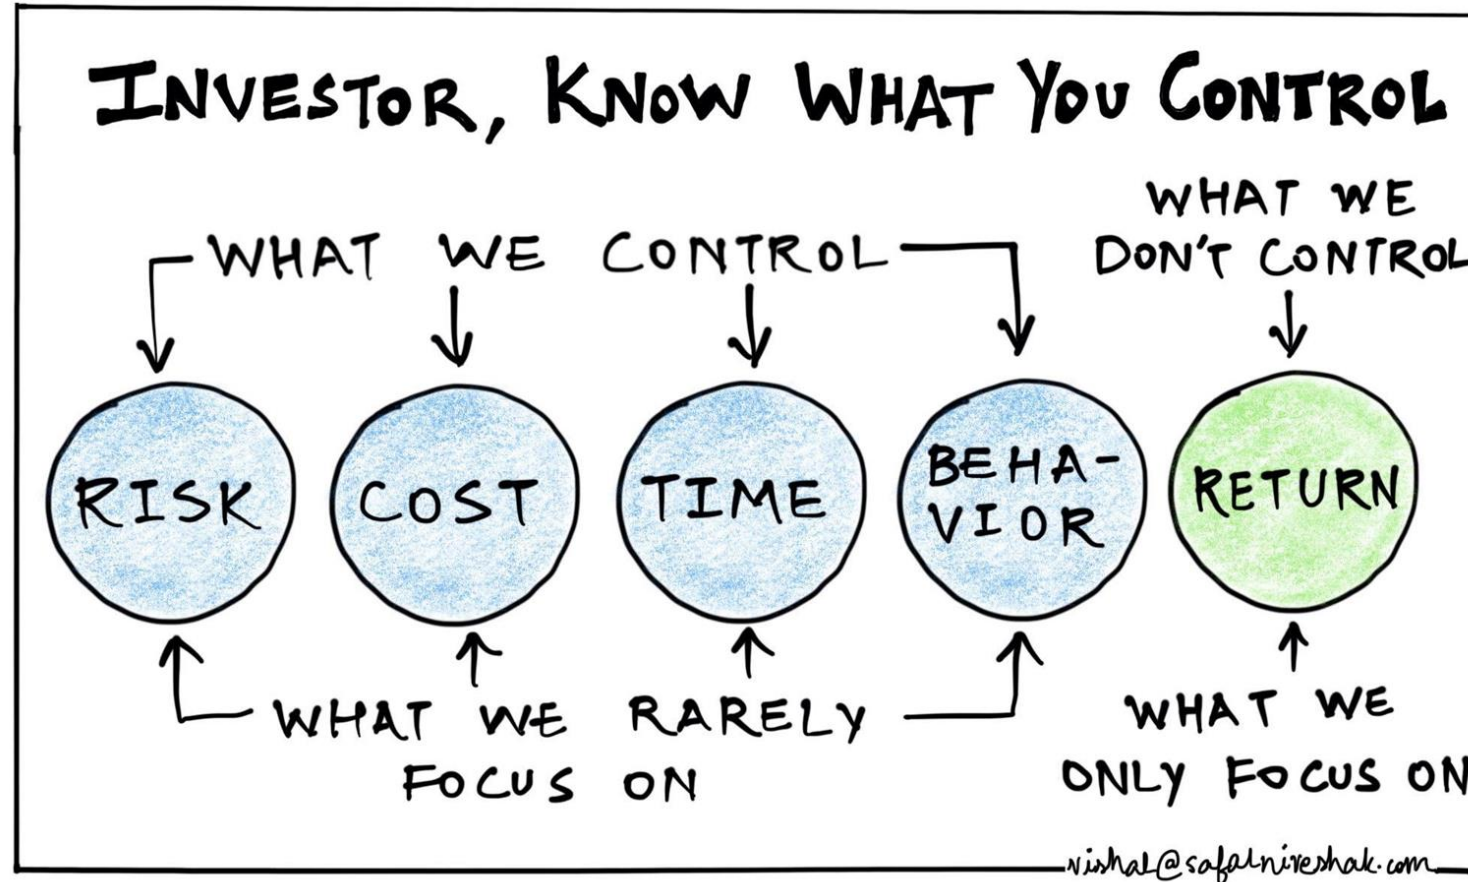 INVESTOR, KNOW WHAT YOU CONTROL
WHAT WE CONTROL
WHAT WE
DON'T CONTROL
RISK
COST
TIME
BEHA-
VIOR
RETURN
WHAT WE RARELY
FOCUS ON
WHAT WE
ONLY FOCUS ON
vishal@safalniveshak.com